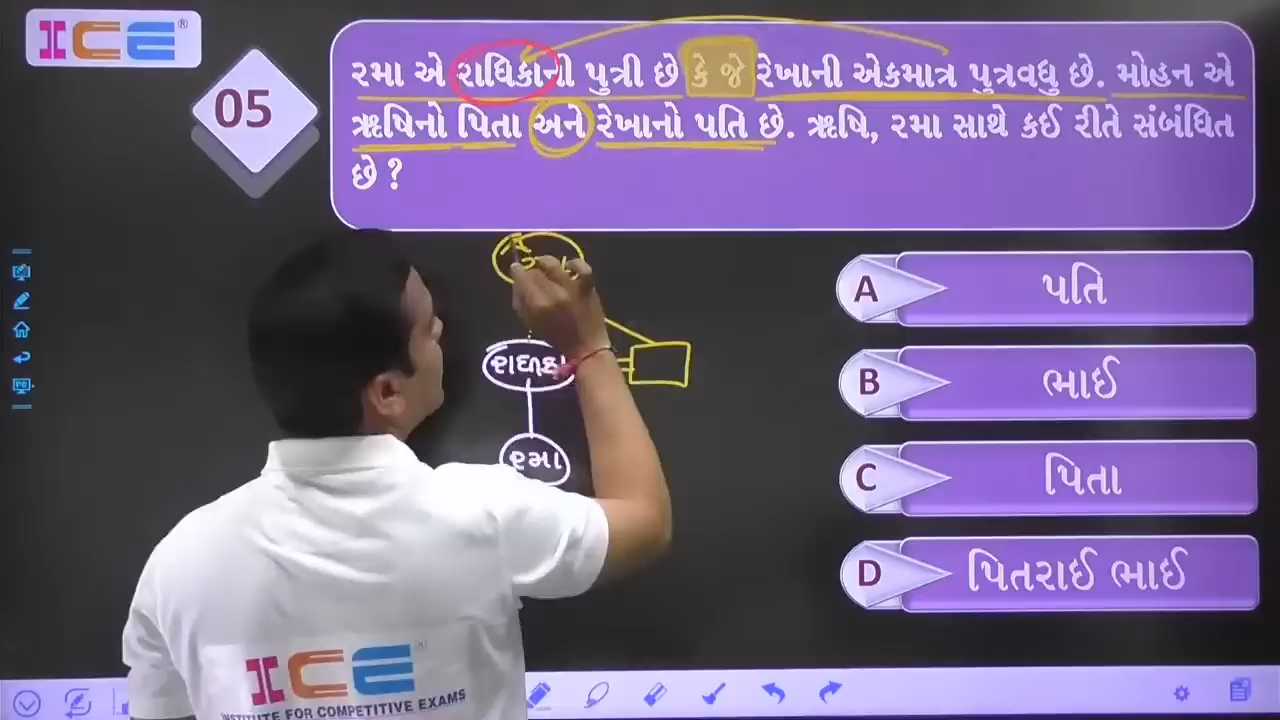 ICE®
05
રમા એ રાધિકાની પુત્રી છે કે જે રેખાની એકમાત્ર પુત્રવધુ છે. મોહન એ
ઋષિનો પિતા અને રેખાનો પતિ છે. ઋષિ, રમા સાથે કઈ રીતે સંબંધિત
છે ?
A પતિ
B ભાઈ
C પિતા
D પિતરાઈ ભાઈ
રમા
ICE®
INSTITUTE FOR COMPETITIVE EXAMS